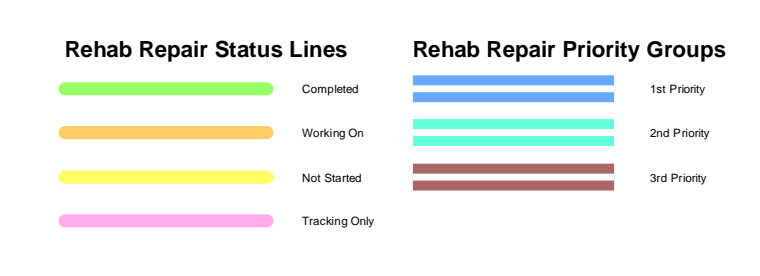 Rehab Repair Status Lines
Completed
Working On
Not Started
Tracking Only
Rehab Repair Priority Groups
1st Priority
2nd Priority
3rd Priority